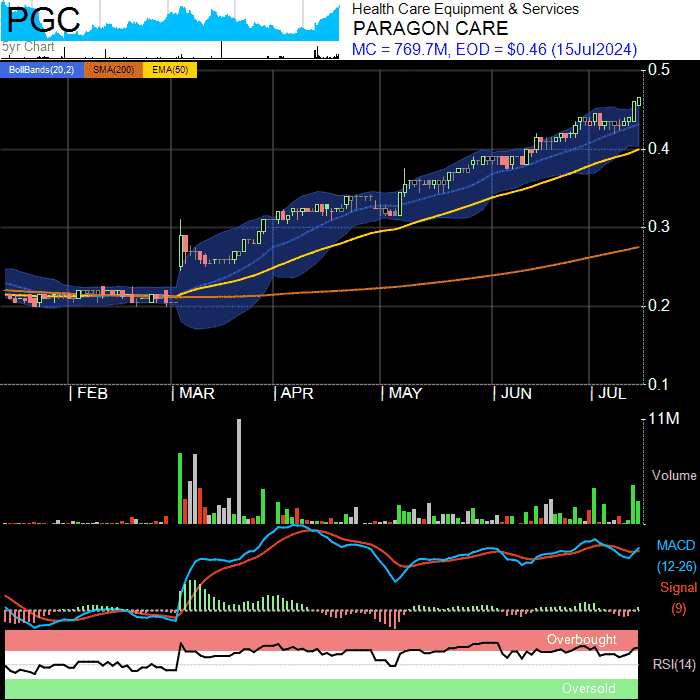 PGC
5yr Chart
Health Care Equipment & Services
PARAGON CARE
MC = 769.7M, EOD = $0.46 (15Jul2024)
BollBands(20,2) SMA(200) EMA(50)
0.5
0.4
0.3
0.2
0.1
| FEB | MAR | APR | MAY | JUN | JUL
11M
Volume
MACD
(12-26)
Signal
(9)
Overbought
RSI(14)
Oversold